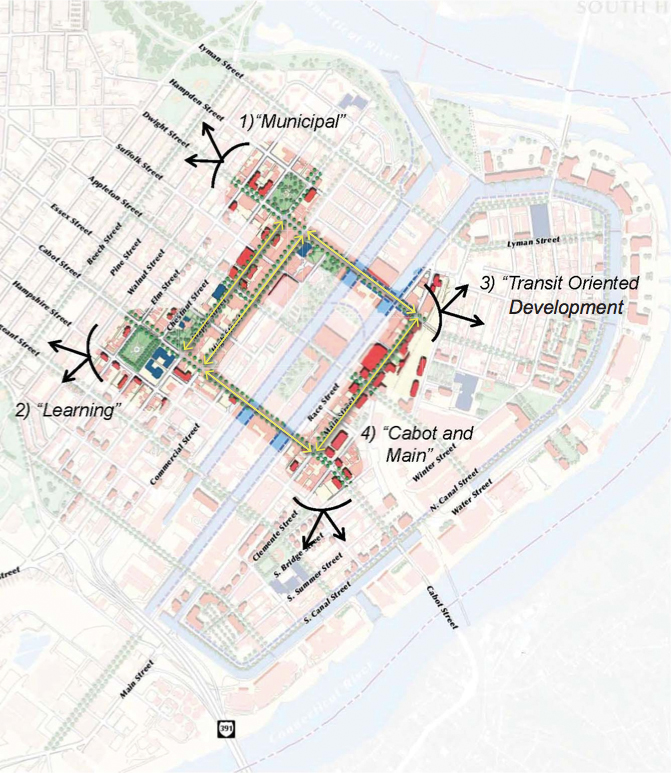 SOUTH H
Connecticut River
Lyman Street
Hampden Street
Dwight Street
1)“Municipal”
Suffolk Street
Appleton Street
Essex Street
Beech Street
Pine Street
Cabot Street
Walnut Street
Elm Street
Lyman Street
Hampshire Street
Chestnut Street
3) “Transit Oriented
Development
2) “Learning”
Race Street
Main Street
4) “Cabot and
Main”
Commercial Street
Winter Street
N. Canal Street
Water Street
Clemente Street
S. Bridge Street
S. Summer Street
S. Canal Street
Cabot Street
treet
Main Street
Connecticut River
391